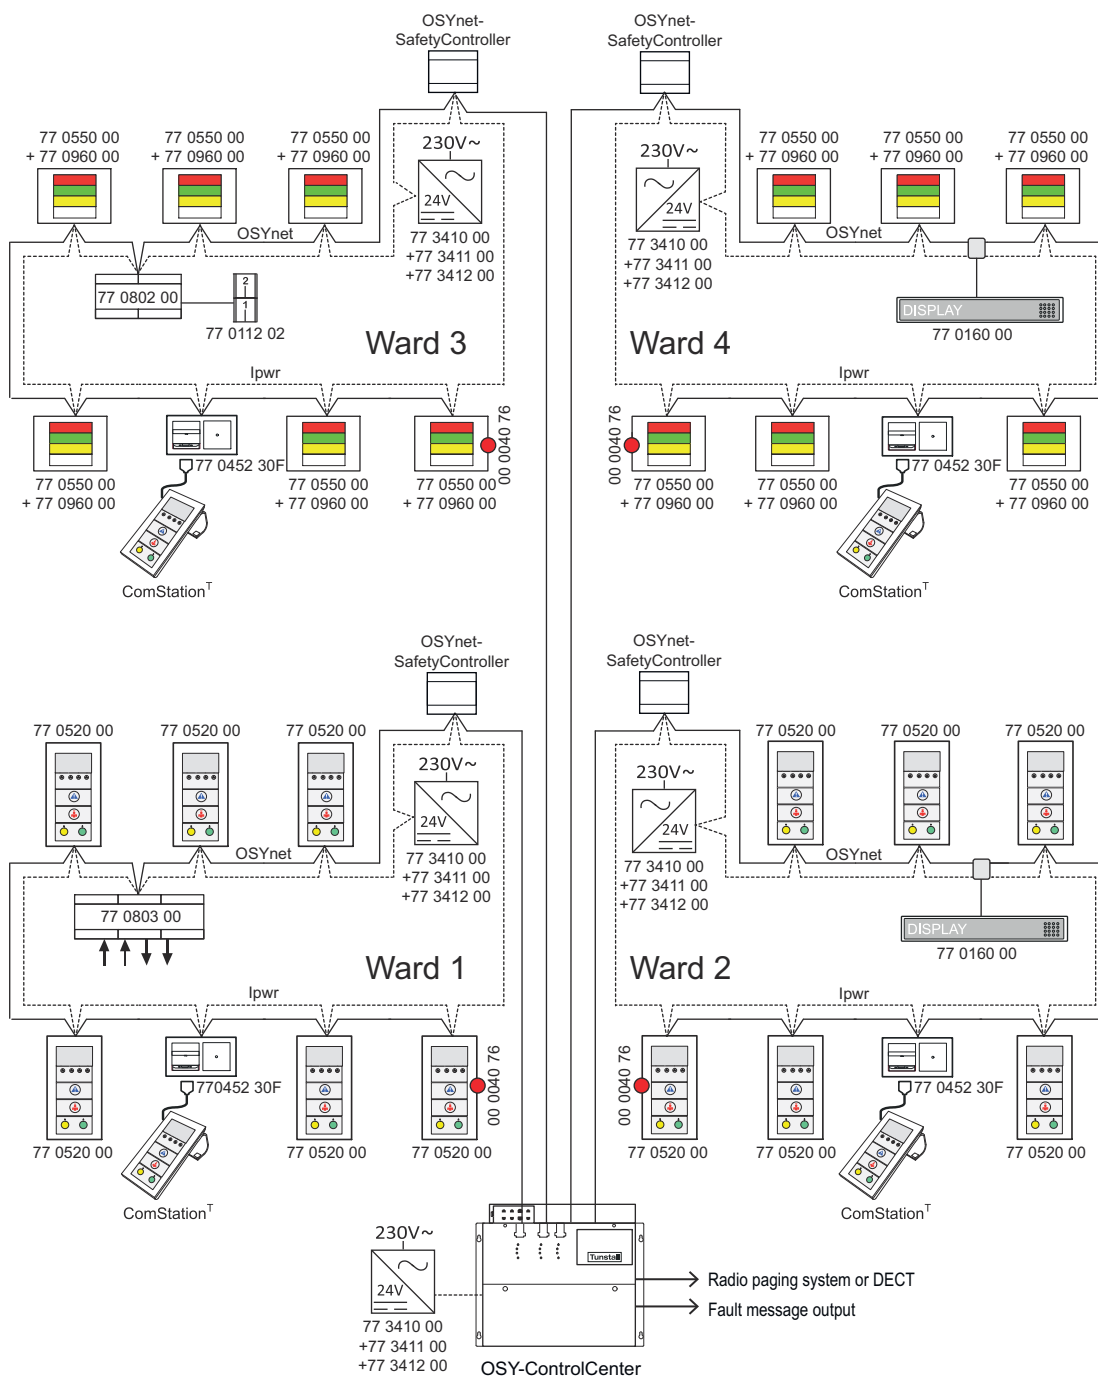 OSYnet-
SafetyController
OSYnet-
SafetyController
77 0550 00
+ 77 0960 00
77 0550 00
+ 77 0960 00
77 0550 00
+ 77 0960 00
230V~
24V
77 3410 00
+77 3411 00
+77 3412 00
OSYnet
77 0802 00
2
1
77 0112 02
Ward 3
Ipwr
77 0550 00
+ 77 0960 00
77 0452 30F
ComStation T
77 0550 00
+ 77 0960 00
77 0550 00
+ 77 0960 00
00 0040 76
230V~
24V
77 3410 00
+77 3411 00
+77 3412 00
77 0550 00
+ 77 0960 00
77 0550 00
+ 77 0960 00
77 0550 00
+ 77 0960 00
OSYnet
DISPLAY
77 0160 00
Ward 4
Ipwr
00 0040 76
77 0550 00
+ 77 0960 00
77 0550 00
+ 77 0960 00
77 0452 30F
ComStation T
77 0550 00
+ 77 0960 00
OSYnet-
SafetyController
OSYnet-
SafetyController
77 0520 00
77 0520 00
77 0520 00
230V~
24V
77 3410 00
+77 3411 00
+77 3412 00
OSYnet
77 0803 00
Ward 1
Ipwr
77 0520 00
770452 30F
ComStation T
77 0520 00
77 0520 00
00 0040 76
230V~
24V
77 3410 00
+77 3411 00
+77 3412 00
77 0520 00
77 0520 00
77 0520 00
OSYnet
DISPLAY
77 0160 00
Ward 2
Ipwr
00 0040 76
77 0520 00
77 0520 00
77 0452 30F
ComStation T
77 0520 00
230V~
24V
77 3410 00
+77 3411 00
+77 3412 00
Tunstall
OSY-ControlCenter
Radio paging system or DECT
Fault message output